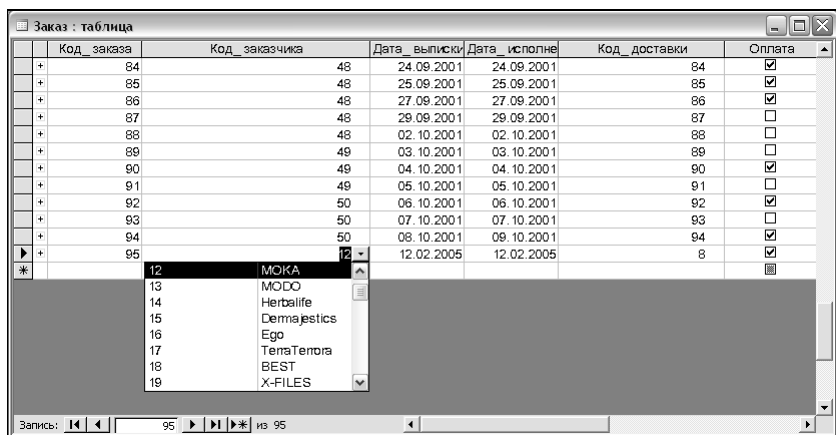 Заказ : таблица
Код_заказа Код_заказчика Дата_выписки Дата_исполне Код_доставки Оплата
84 48 24.09.2001 24.09.2001 84
85 48 25.09.2001 25.09.2001 85
86 48 27.09.2001 27.09.2001 86
87 48 29.09.2001 29.09.2001 87
88 48 02.10.2001 02.10.2001 88
89 49 03.10.2001 03.10.2001 89
90 49 04.10.2001 04.10.2001 90
91 49 05.10.2001 05.10.2001 91
92 50 06.10.2001 06.10.2001 92
93 50 07.10.2001 07.10.2001 93
94 50 08.10.2001 09.10.2001 94
95 12 12.02.2005 12.02.2005 8
12 MOKA
13 MODO
14 Herbalife
15 Dermajestics
16 Ego
17 TerraTerrora
18 BEST
19 X-FILES
Запись: 95 из 95